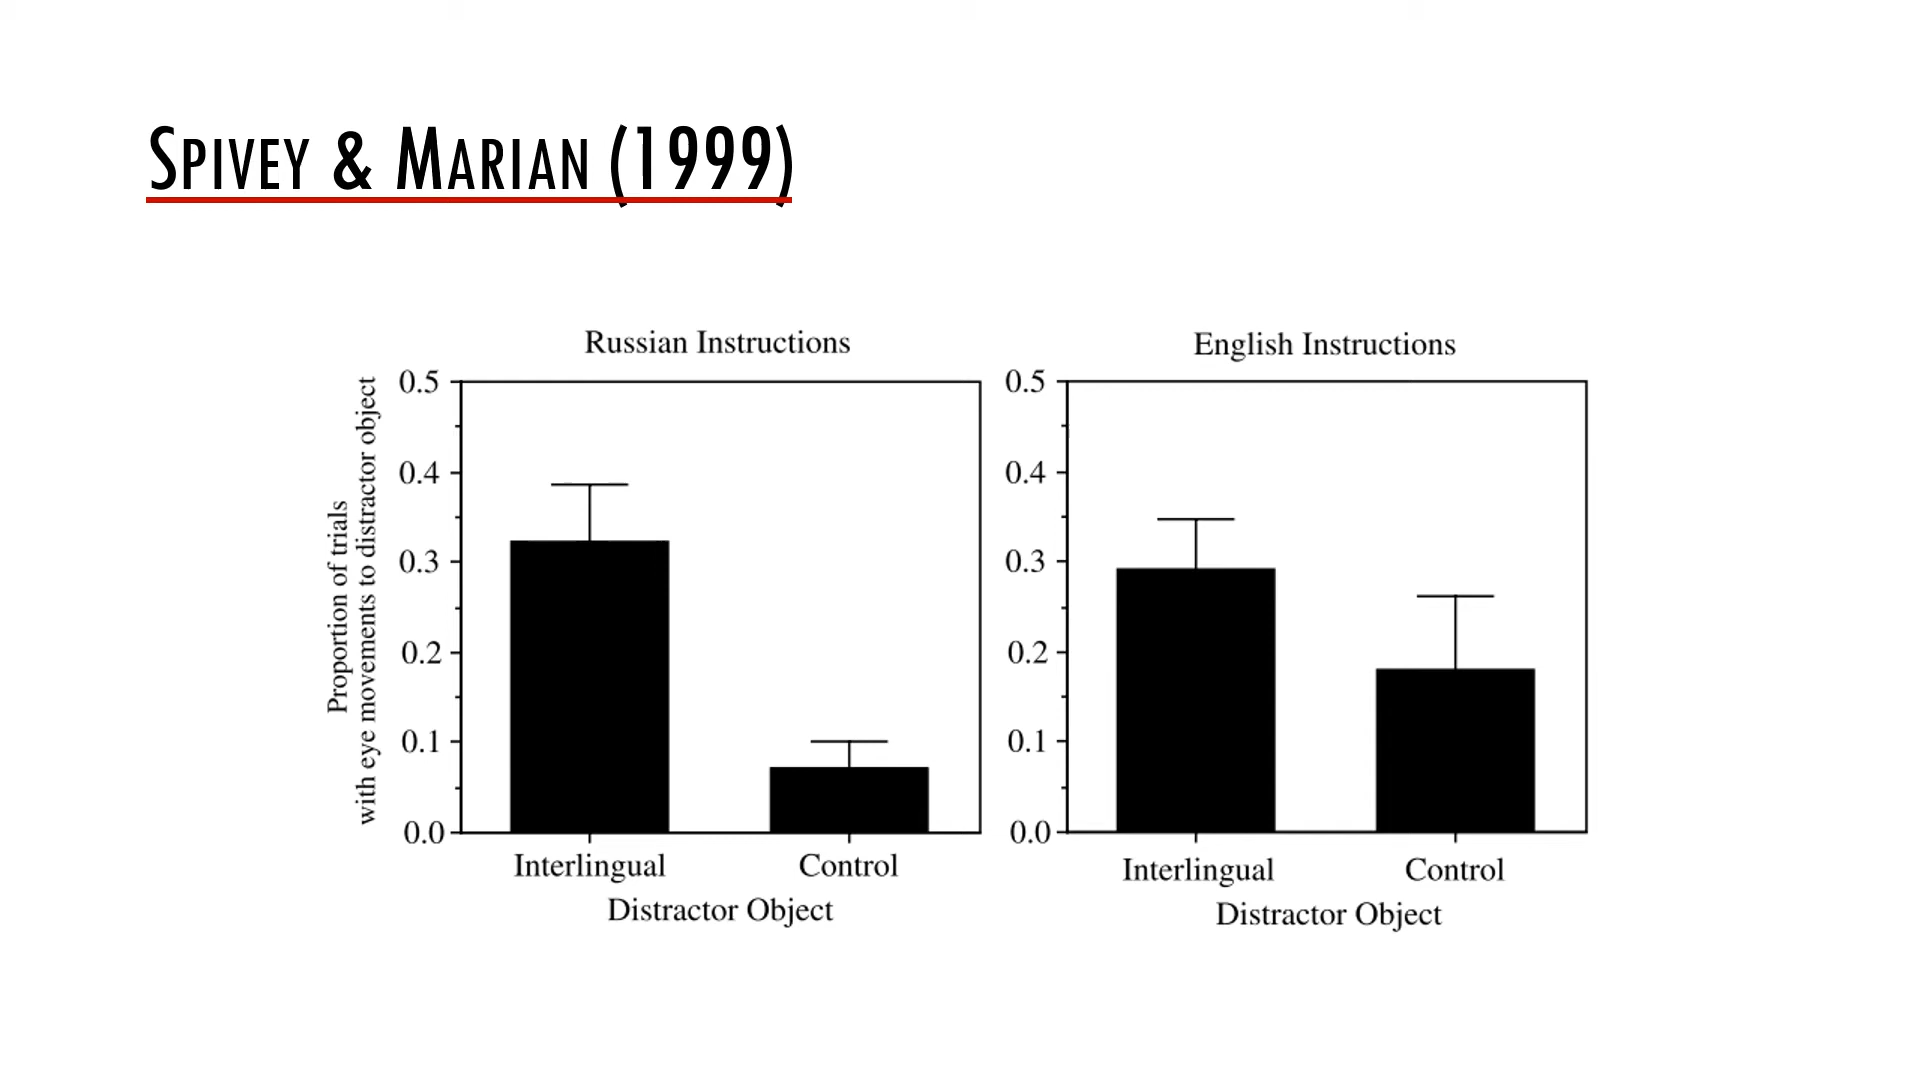 SPIVEY & MARIAN (1999)
Russian Instructions
Proportion of trials
with eye movements to distractor object
0.5
0.4
0.3
0.2
0.1
0.0
Interlingual Control
Distractor Object
English Instructions
0.5
0.4
0.3
0.2
0.1
0.0
Interlingual Control
Distractor Object